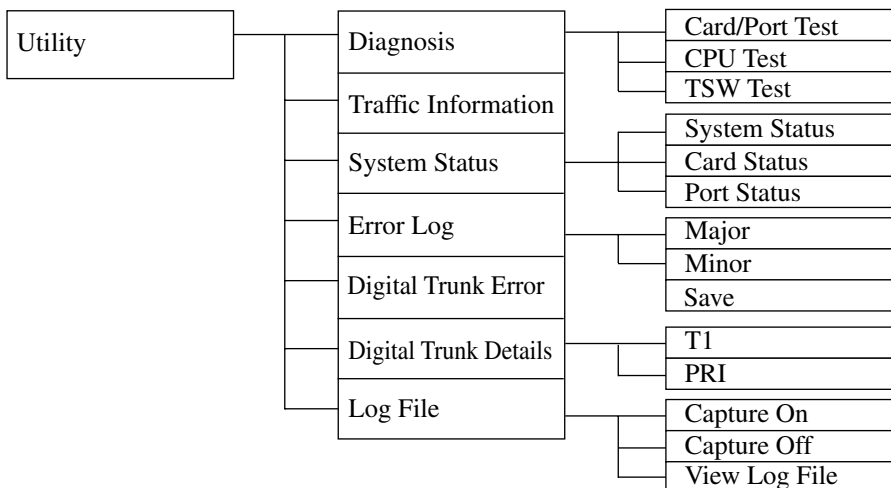 Utility
Diagnosis
Traffic Information
System Status
Error Log
Digital Trunk Error
Digital Trunk Details
Log File
Card/Port Test
CPU Test
TSW Test
System Status
Card Status
Port Status
Major
Minor
Save
T1
PRI
Capture On
Capture Off
View Log File